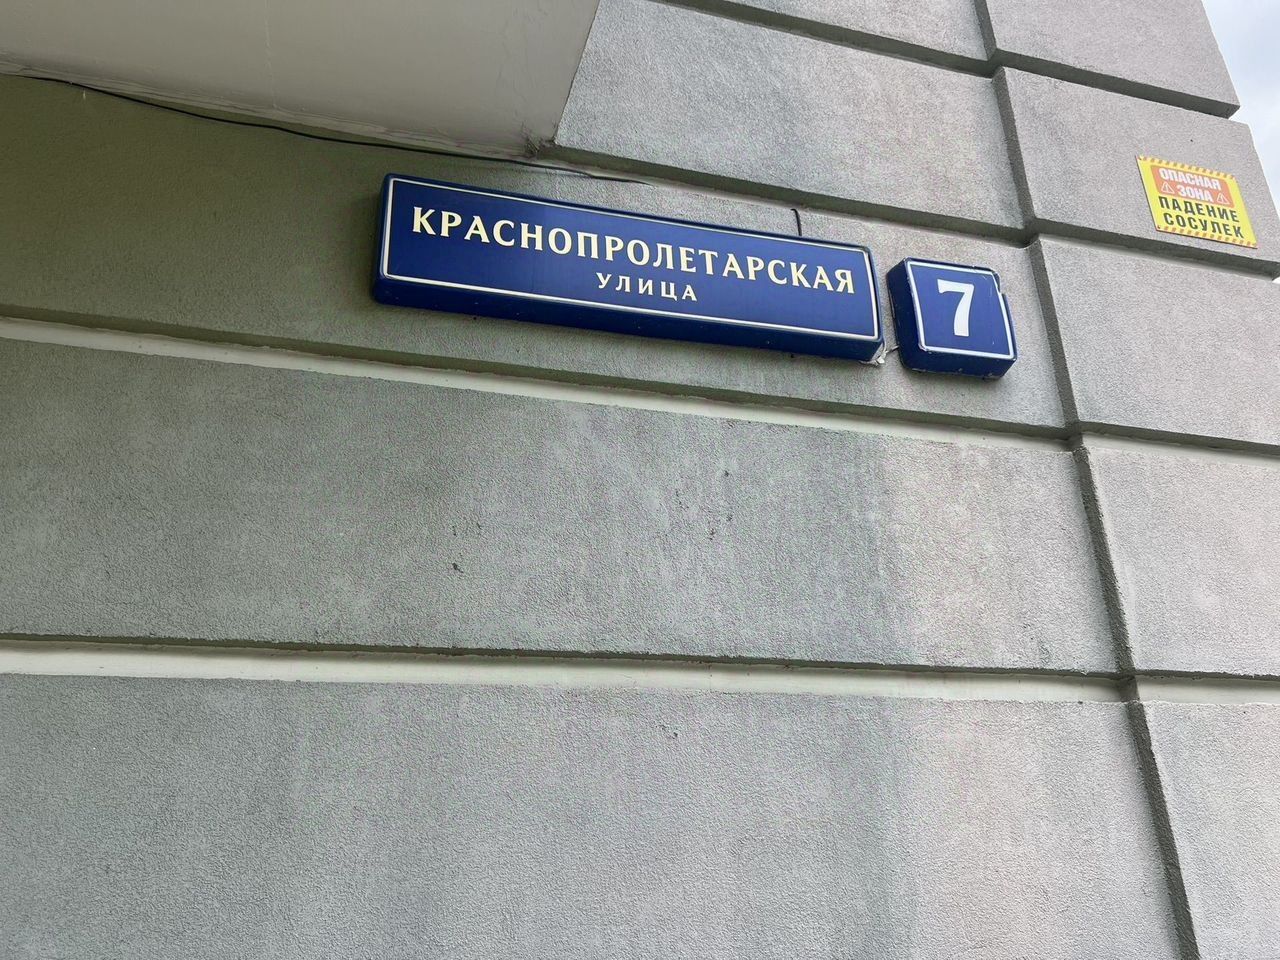 КРАСНОПРОЛЕТАРСКАЯ
УЛИЦА
7
ОПАСНАЯ
ЗОНА
ПАДЕНИЕ
СОСУЛЕК